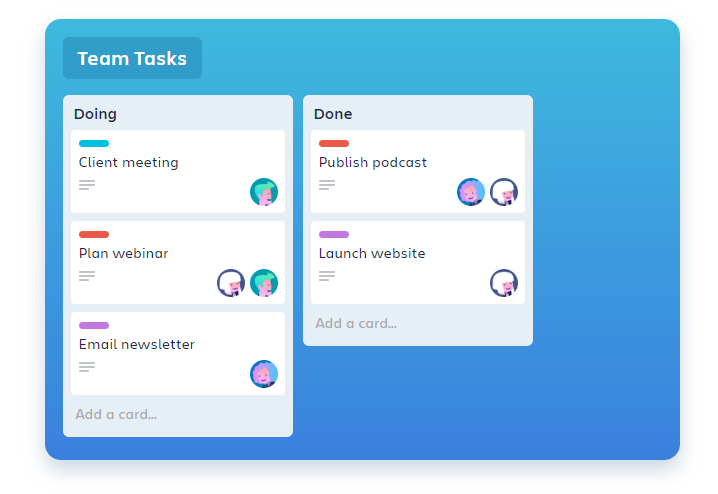 Team Tasks
Doing
Client meeting
Plan webinar
Email newsletter
Add a card...
Done
Publish podcast
Launch website
Add a card...